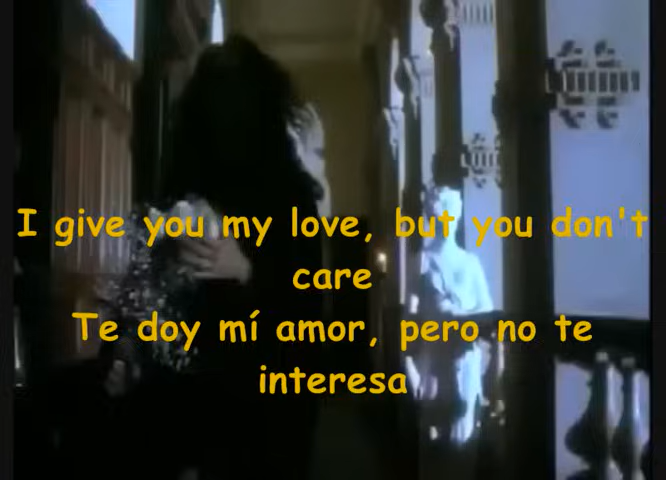 I give you my love, but you don't
care
Te doy mí amor, pero no te
interesa